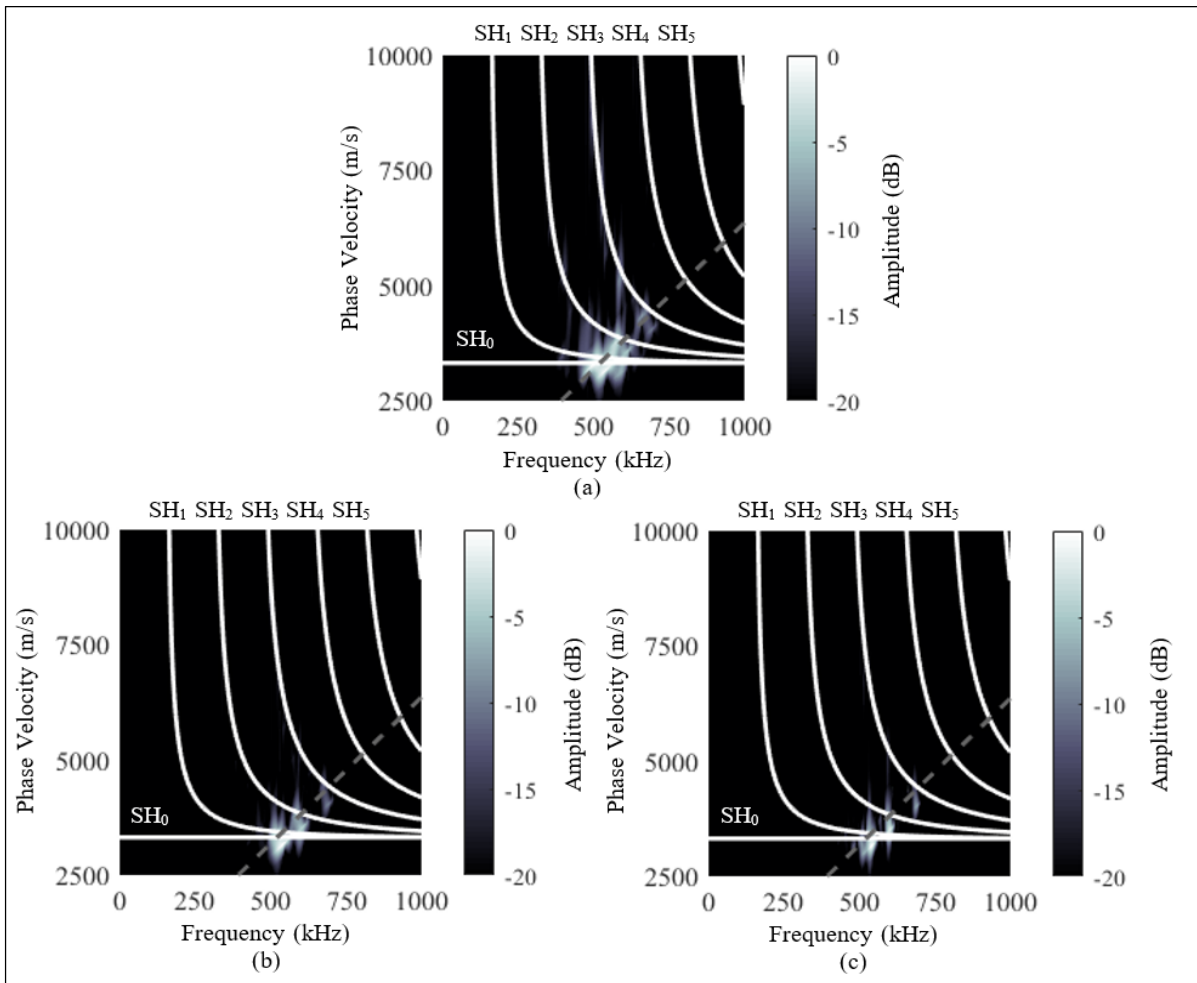 SH₁ SH₂ SH₃ SH₄ SH₅
10000
7500
5000
2500
Phase Velocity (m/s)
SH₀
0 250 500 750 1000
Frequency (kHz)
0
-5
-10
-15
-20
Amplitude (dB)
(a)
SH₁ SH₂ SH₃ SH₄ SH₅
10000
7500
5000
2500
Phase Velocity (m/s)
SH₀
0 250 500 750 1000
Frequency (kHz)
0
-5
-10
-15
-20
Amplitude (dB)
(b)
SH₁ SH₂ SH₃ SH₄ SH₅
10000
7500
5000
2500
Phase Velocity (m/s)
SH₀
0 250 500 750 1000
Frequency (kHz)
0
-5
-10
-15
-20
Amplitude (dB)
(c)